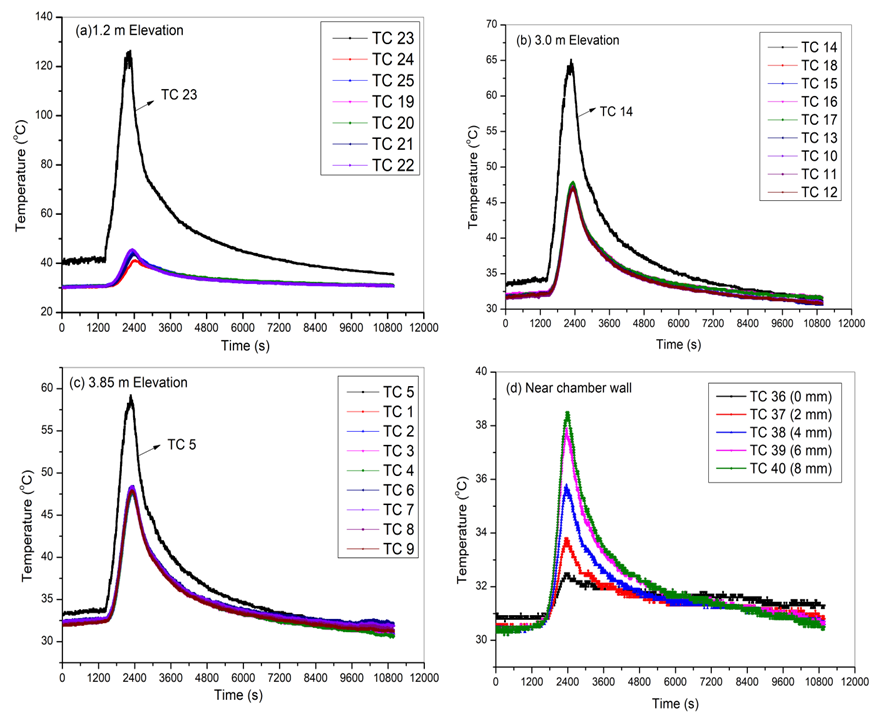 (a)1.2 m Elevation
TC 23
TC 24
TC 25
TC 19
TC 20
TC 21
TC 22
TC 23
140
120
100
80
60
40
20
Temperature (°C)
0 1200 2400 3600 4800 6000 7200 8400 9600 10800 12000
Time (s)
(b) 3.0 m Elevation
TC 14
TC 18
TC 15
TC 16
TC 17
TC 13
TC 10
TC 11
TC 12
TC 14
70
65
60
55
50
45
40
35
30
Temperature (°C)
0 1200 2400 3600 4800 6000 7200 8400 9600 10800 12000
Time (s)
(c) 3.85 m Elevation
TC 5
TC 1
TC 2
TC 3
TC 4
TC 6
TC 7
TC 8
TC 9
TC 5
60
55
50
45
40
35
30
Temperature (°C)
0 1200 2400 3600 4800 6000 7200 8400 9600 10800 12000
Time (s)
(d) Near chamber wall
TC 36 (0 mm)
TC 37 (2 mm)
TC 38 (4 mm)
TC 39 (6 mm)
TC 40 (8 mm)
40
38
36
34
32
30
Temperature (°C)
0 1200 2400 3600 4800 6000 7200 8400 9600 10800 12000
Time (s)